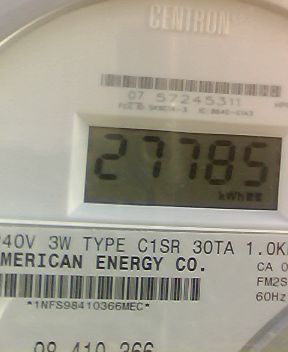 CENTRON
07 57245311
27785
kWh
240V 3W TYPE C1SR 30TA 1.0K
AMERICAN ENERGY CO.
CA 0
FM2S
*1NFS98410366MEC*
60Hz
98 410 366